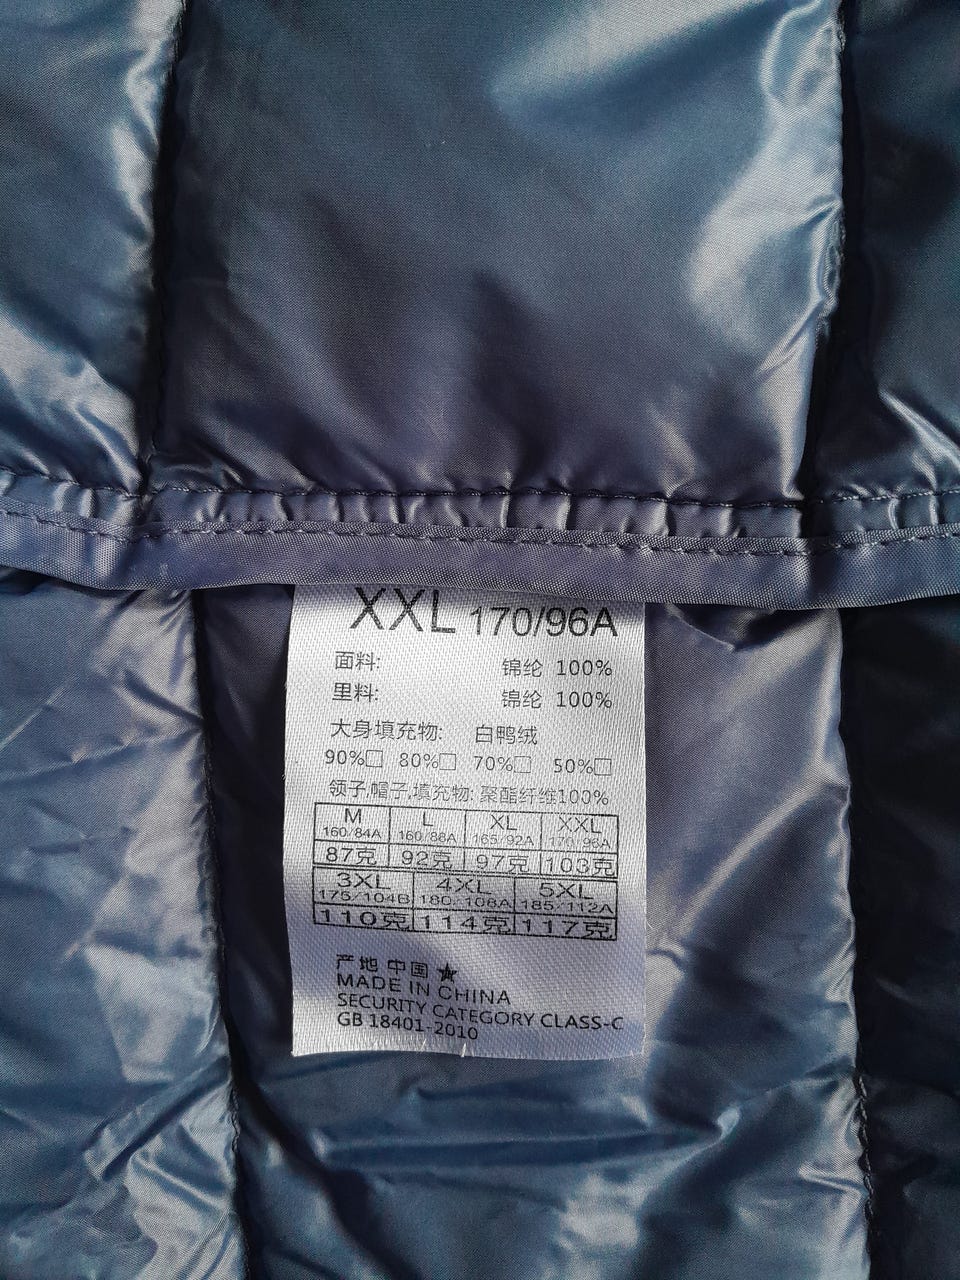 XXL 170/96A
面料: 锦纶 100%
里料: 锦纶 100%
大身填充物: 白鸭绒
90%□ 80%□ 70%□ 50%□
领子,帽子,填充物: 聚酯纤维100%
M L XL XXL
160/84A 160/88A 165/92A 170/96A
87克 92克 97克 103克
3XL 4XL 5XL
175/104B 180/108A 185/112A
110克 114克 117克
产地 中国 ★
MADE IN CHINA
SECURITY CATEGORY CLASS-C
GB 18401-2010